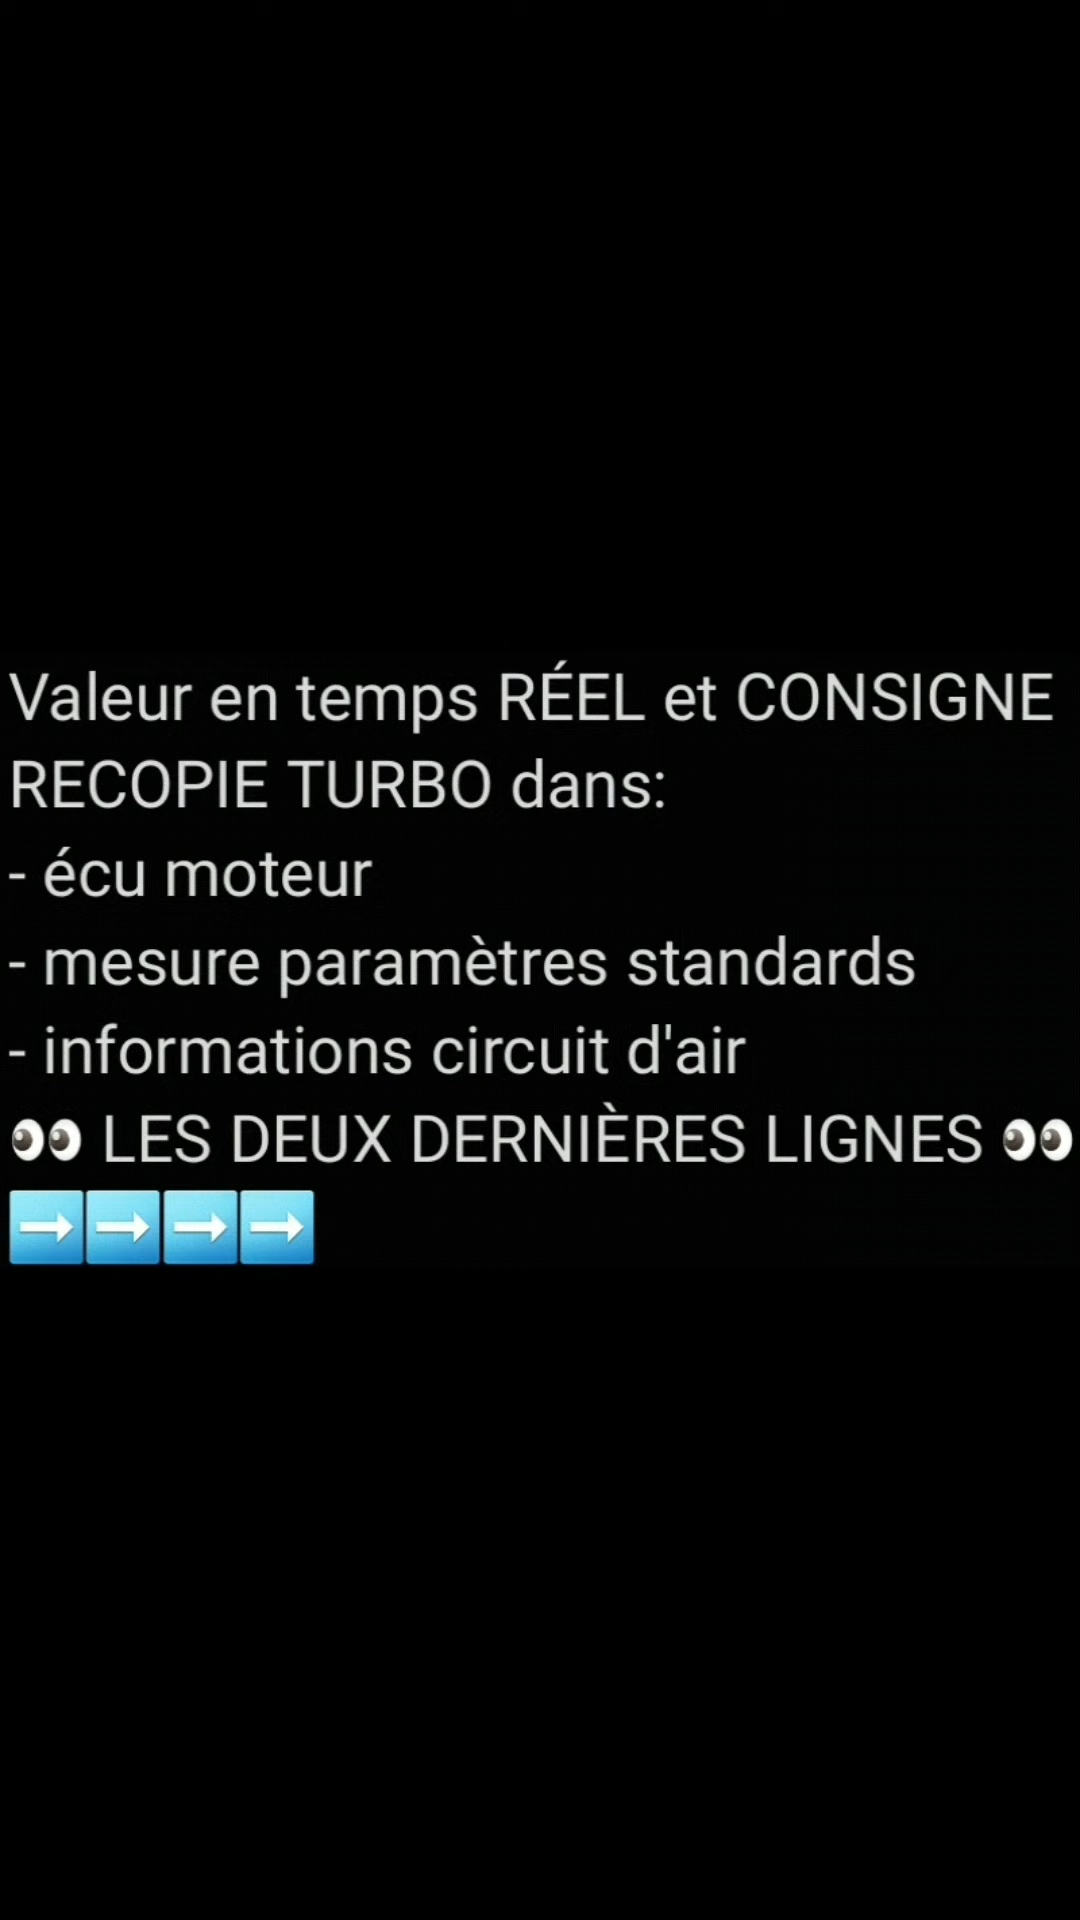 Valeur en temps RÉEL et CONSIGNE
RECOPIE TURBO dans:
- écu moteur
- mesure paramètres standards
- informations circuit d'air
👀 LES DEUX DERNIÈRES LIGNES 👀
➡️➡️➡️➡️